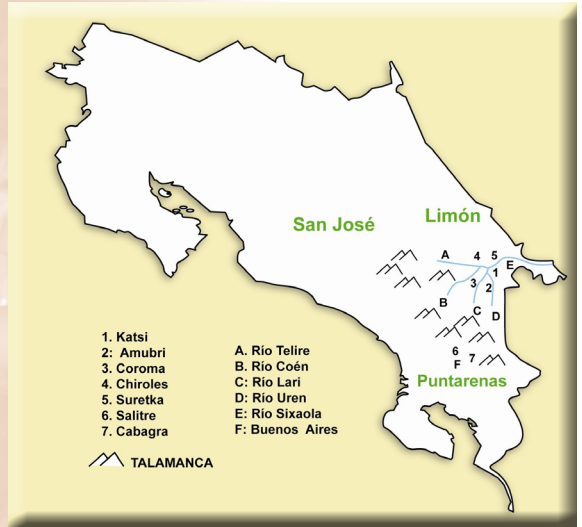 San José
Limón
A
4
5
E
1
3
2
B
C
D
6
7
F
Puntarenas
1. Katsi
2: Amubri
3. Coroma
4. Chiroles
5. Suretka
6. Salitre
7. Cabagra
A. Río Telire
B. Río Coén
C: Río Lari
D: Río Uren
E: Río Sixaola
F: Buenos Aires
TALAMANCA